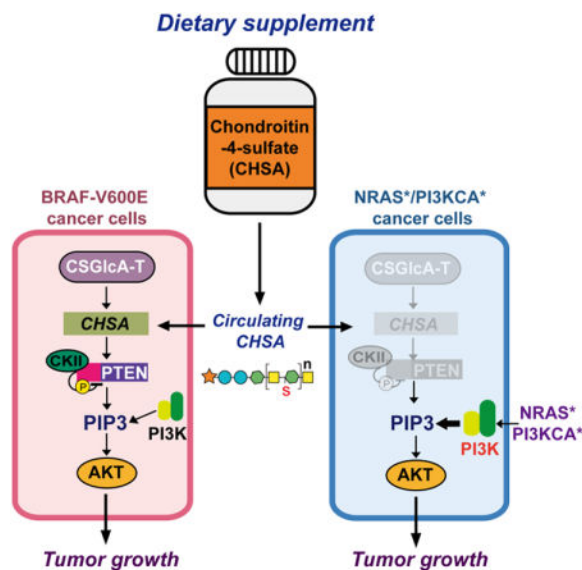 Dietary supplement
Chondroitin
-4-sulfate
(CHSA)
BRAF-V600E
cancer cells
NRAS*/PI3KCA*
cancer cells
CSGlcA-T
CHSA
CKII
PTEN
P
PIP3
PI3K
AKT
Tumor growth
Circulating
CHSA
n
S
CSGlcA-T
CHSA
CKII
PTEN
P
PIP3
PI3K
NRAS*
PI3KCA*
AKT
Tumor growth